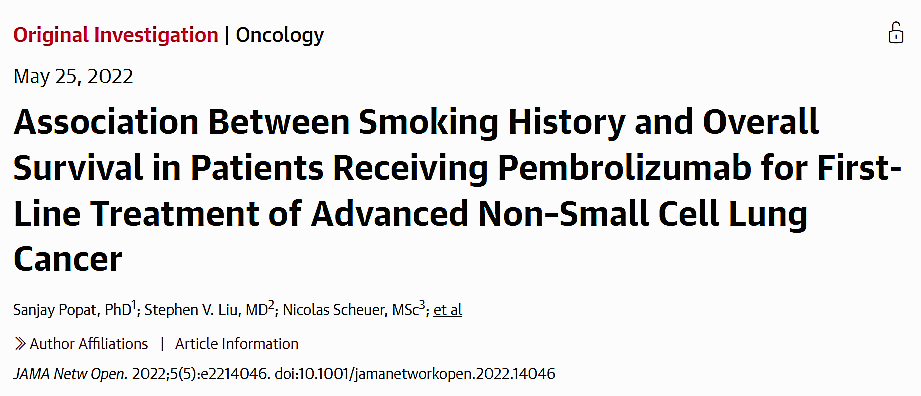 Original Investigation | Oncology
May 25, 2022
Association Between Smoking History and Overall
Survival in Patients Receiving Pembrolizumab for First-
Line Treatment of Advanced Non–Small Cell Lung
Cancer
Sanjay Popat, PhD1; Stephen V. Liu, MD2; Nicolas Scheuer, MSc3; et al
Author Affiliations | Article Information
JAMA Netw Open. 2022;5(5):e2214046. doi:10.1001/jamanetworkopen.2022.14046